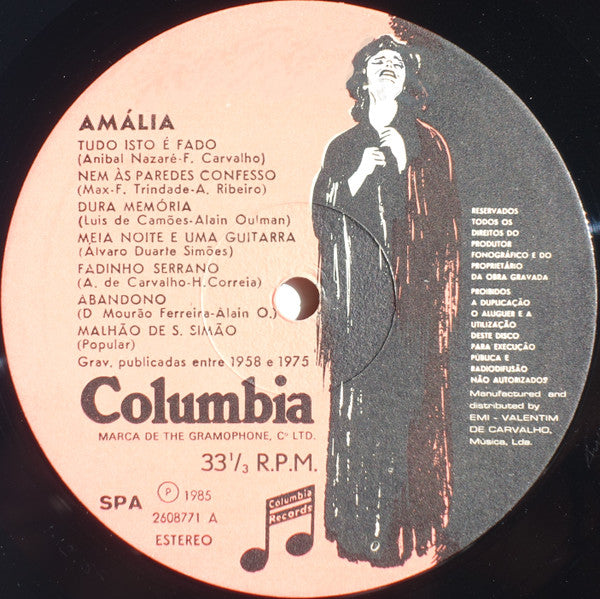 AMÁLIA
TUDO ISTO É FADO
(Anibal Nazaré-F. Carvalho)
NEM ÀS PAREDES CONFESSO
(Max-F. Trindade-A. Ribeiro)
DURA MEMÓRIA
(Luis de Camões-Alain Oulman)
MEIA NOITE E UMA GUITARRA
(Álvaro Duarte Simões)
FADINHO SERRANO
(A. de Carvalho-H.Correia)
ABANDONO
(D Mourão Ferreira-Alain O.)
MALHÃO DE S. SIMÃO
(Popular)
Grav. publicadas entre 1958 e 1975
Columbia
MARCA DE THE GRAMOPHONE, Cº LTD.
33 1/3 R.P.M.
SPA
℗ 1985
2608771 A
ESTEREO
Columbia
Records
RESERVADOS
TODOS OS
DIREITOS DO
PRODUTOR
FONOGRÁFICO E DO
PROPRIETÁRIO
DA OBRA GRAVADA
PROIBIDOS
A DUPLICAÇÃO
O ALUGUER E A
UTILIZAÇÃO
DESTE DISCO
PARA EXECUÇÃO
PÚBLICA E
RADIODIFUSÃO
NÃO AUTORIZADOS
Manufactured and
distributed by
EMI - VALENTIM
DE CARVALHO,
Música, Lda.